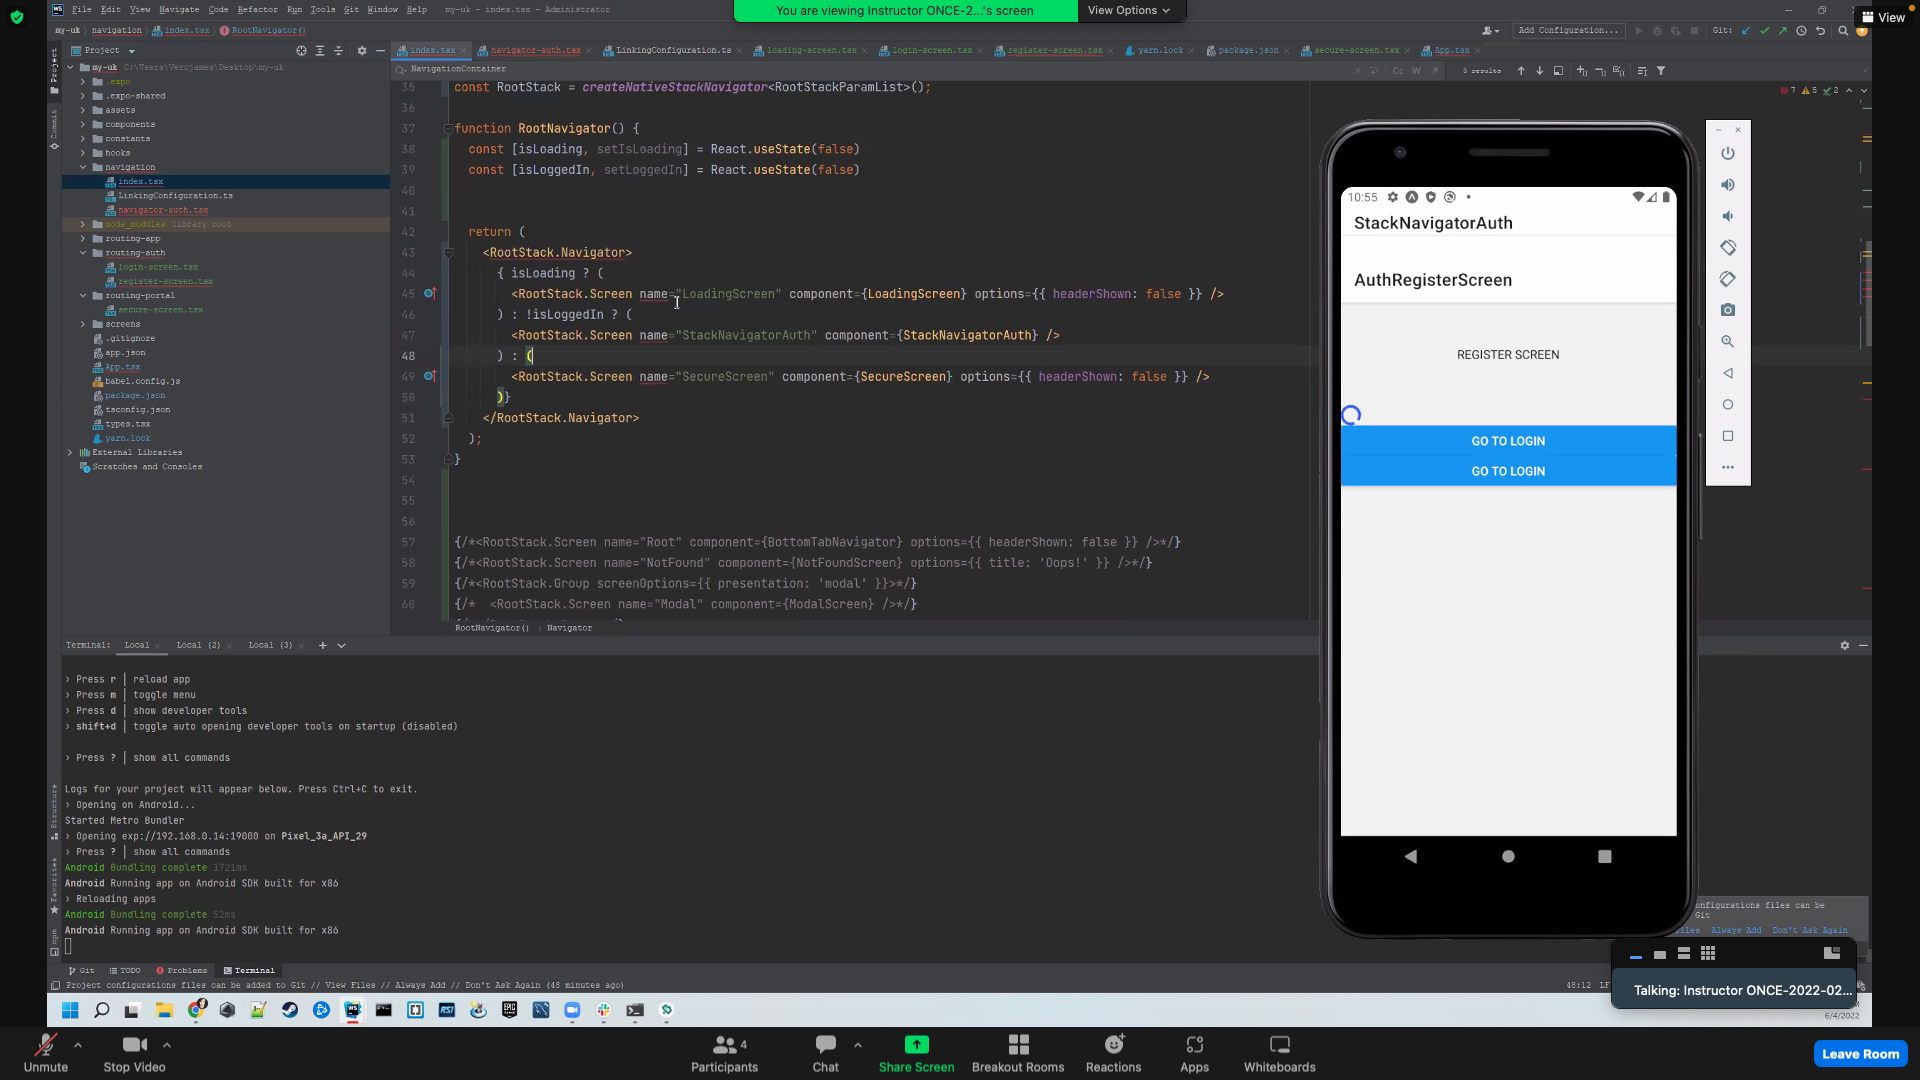 You are viewing Instructor ONCE-2...'s screen
View Options
View
WS File Edit View Navigate Code Refactor Run Tools Git Window Help my-uk - index.tsx - Administrator
my-uk navigation index.tsx RootNavigator()
Add Configuration...
Git:
Project
index.tsx navigator-auth.tsx LinkingConfiguration.ts loading-screen.tsx login-screen.tsx register-screen.tsx yarn.lock package.json secure-screen.tsx App.tsx
NavigationContainer
Cc W
3 results
7 5 2
my-uk C:\Users\Vercjames\Desktop\my-uk
.expo
.expo-shared
assets
components
constants
hooks
navigation
index.tsx
LinkingConfiguration.ts
navigator-auth.tsx
node_modules library root
routing-app
routing-auth
login-screen.tsx
register-screen.tsx
routing-portal
secure-screen.tsx
screens
.gitignore
app.json
App.tsx
babel.config.js
package.json
tsconfig.json
types.tsx
yarn.lock
External Libraries
Scratches and Consoles
Project
Commit
Structure
Favorites
npm
35 const RootStack = createNativeStackNavigator<RootStackParamList>();
36
37 function RootNavigator() {
38 const [isLoading, setIsLoading] = React.useState(false)
39 const [isLoggedIn, setLoggedIn] = React.useState(false)
40
41
42 return (
43 <RootStack.Navigator>
44 { isLoading ? (
45 <RootStack.Screen name="LoadingScreen" component={LoadingScreen} options={{ headerShown: false }} />
46 ) : !isLoggedIn ? (
47 <RootStack.Screen name="StackNavigatorAuth" component={StackNavigatorAuth} />
48 ) : (
49 <RootStack.Screen name="SecureScreen" component={SecureScreen} options={{ headerShown: false }} />
50 )}
51 </RootStack.Navigator>
52 );
53 }
54
55
56
57 {/*<RootStack.Screen name="Root" component={BottomTabNavigator} options={{ headerShown: false }} />*/}
58 {/*<RootStack.Screen name="NotFound" component={NotFoundScreen} options={{ title: 'Oops!' }} />*/}
59 {/*<RootStack.Group screenOptions={{ presentation: 'modal' }}>*/}
60 {/* <RootStack.Screen name="Modal" component={ModalScreen} />*/}
RootNavigator() Navigator
10:55
StackNavigatorAuth
AuthRegisterScreen
REGISTER SCREEN
GO TO LOGIN
GO TO LOGIN
Terminal: Local Local (2) Local (3)
› Press r │ reload app
› Press m │ toggle menu
› Press d │ show developer tools
› shift+d │ toggle auto opening developer tools on startup (disabled)
› Press ? │ show all commands
Logs for your project will appear below. Press Ctrl+C to exit.
› Opening on Android...
Started Metro Bundler
› Opening exp://192.168.0.14:19000 on Pixel_3a_API_29
› Press ? │ show all commands
Android Bundling complete 1721ms
Android Running app on Android SDK built for x86
› Reloading apps
Android Bundling complete 52ms
Android Running app on Android SDK built for x86
onfigurations files can be
Git
Always Add Don't Ask Again
Git TODO Problems Terminal
Project configurations files can be added to Git // View Files // Always Add // Don't Ask Again (48 minutes ago)
48:12 LF
Talking: Instructor ONCE-2022-02...
6/4/2022
Unmute
Stop Video
4
Participants
Chat
Share Screen
Breakout Rooms
Reactions
Apps
Whiteboards
Leave Room